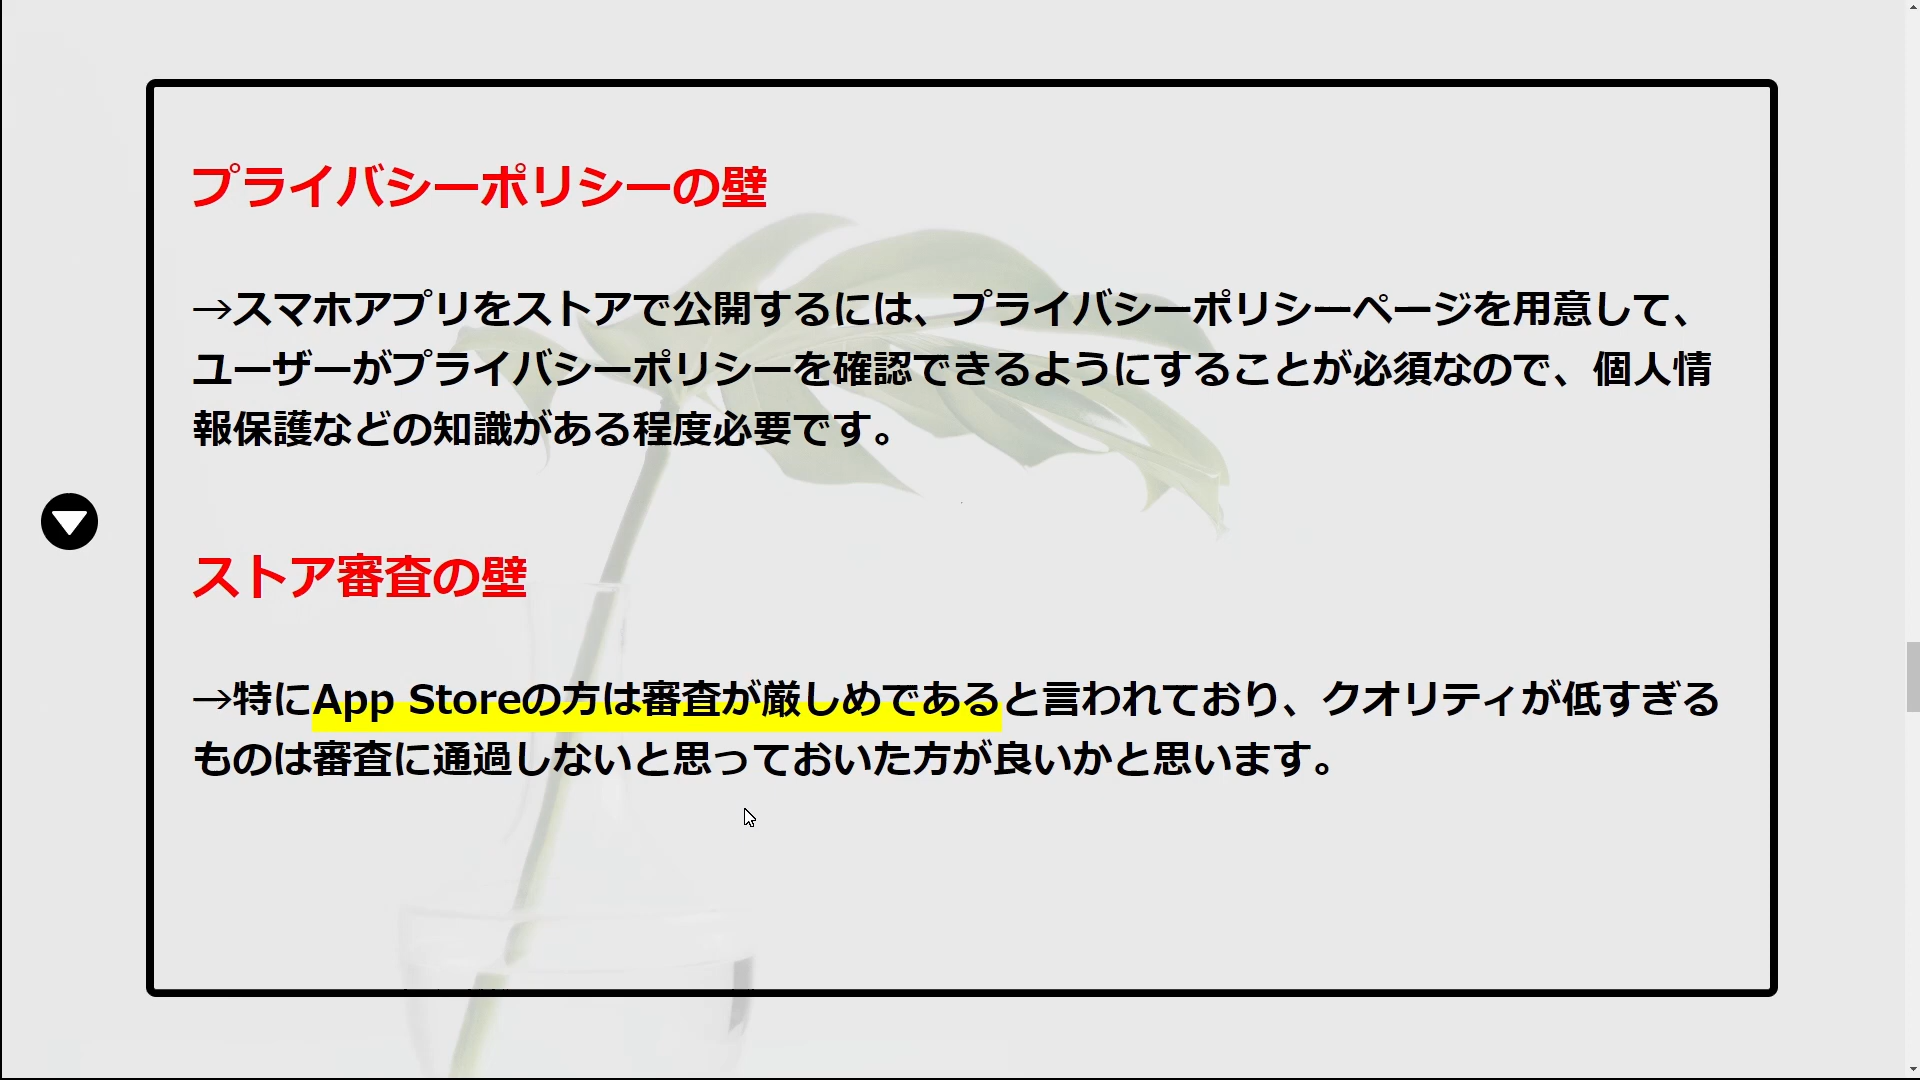 プライバシーポリシーの壁
→スマホアプリをストアで公開するには、プライバシーポリシーページを用意して、
ユーザーがプライバシーポリシーを確認できるようにすることが必須なので、個人情
報保護などの知識がある程度必要です。
ストア審査の壁
→特にApp Storeの方は審査が厳しめであると言われており、クオリティが低すぎる
ものは審査に通過しないと思っておいた方が良いかと思います。